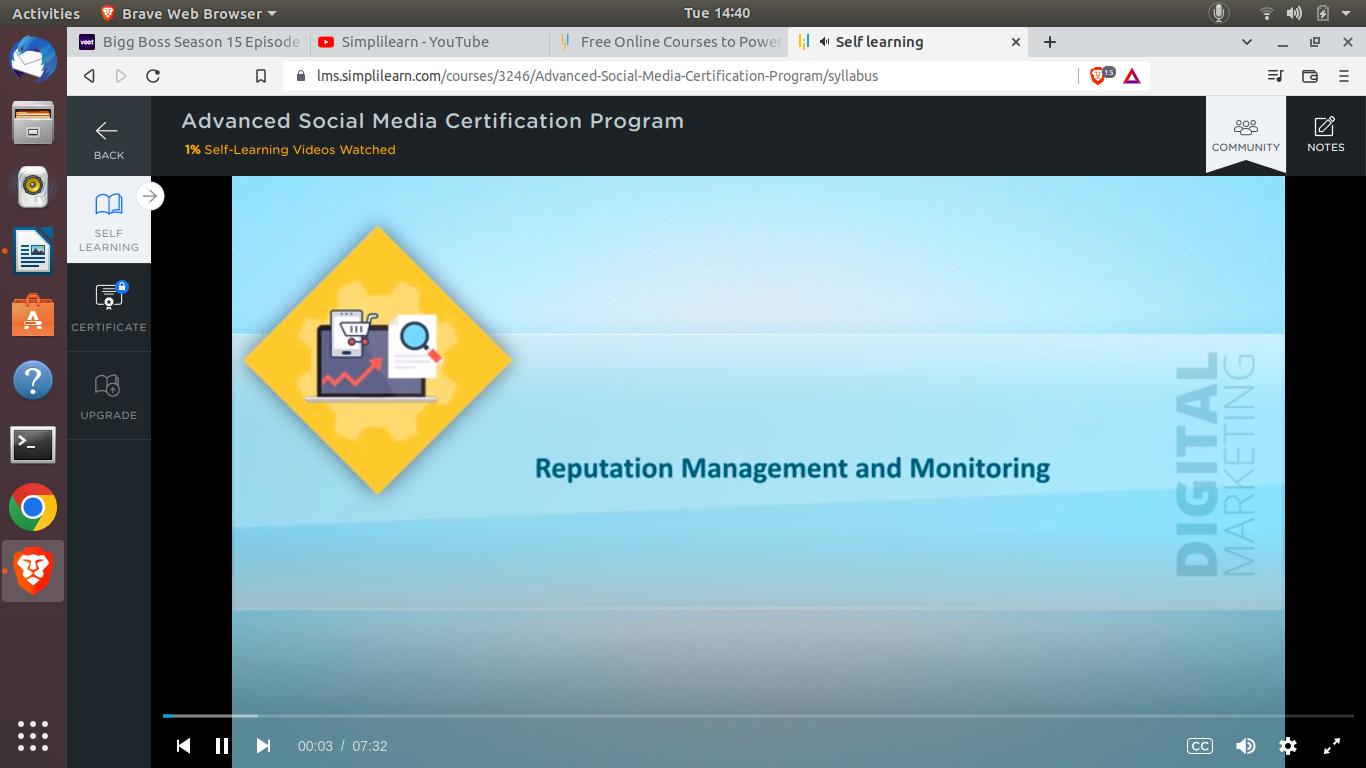 Activities
Brave Web Browser
Tue 14:40
voot
Bigg Boss Season 15 Episode
Simplilearn - YouTube
Free Online Courses to Power
Self learning
lms.simplilearn.com/courses/3246/Advanced-Social-Media-Certification-Program/syllabus
15
BACK
Advanced Social Media Certification Program
1% Self-Learning Videos Watched
COMMUNITY
NOTES
SELF
LEARNING
CERTIFICATE
UPGRADE
Reputation Management and Monitoring
DIGITAL
MARKETING
00:03 / 07:32
CC